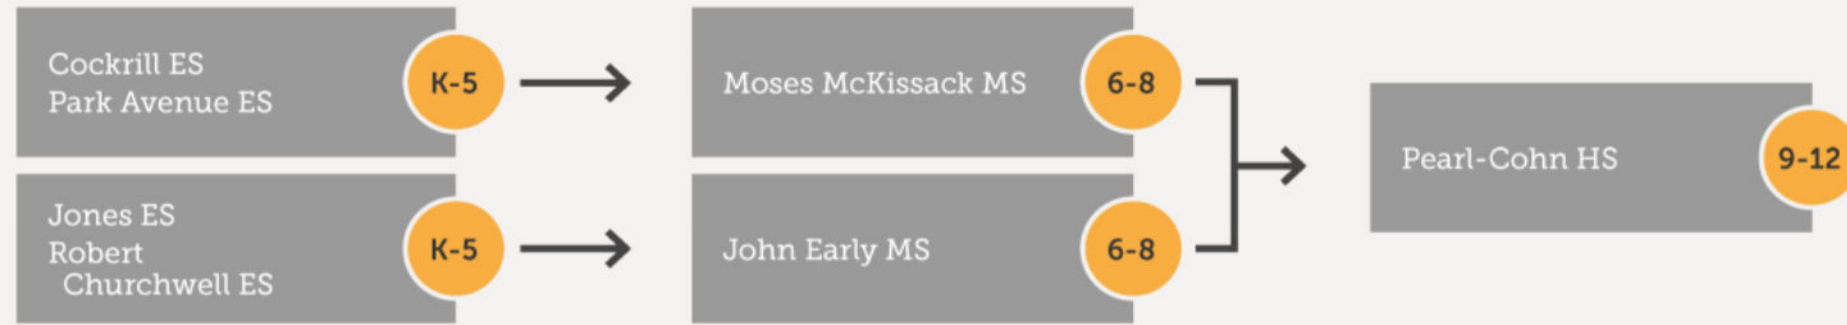 Cockrill ES
Park Avenue ES
K-5
Moses McKissack MS
6-8
Jones ES
Robert
Churchwell ES
K-5
John Early MS
6-8
Pearl-Cohn HS
9-12